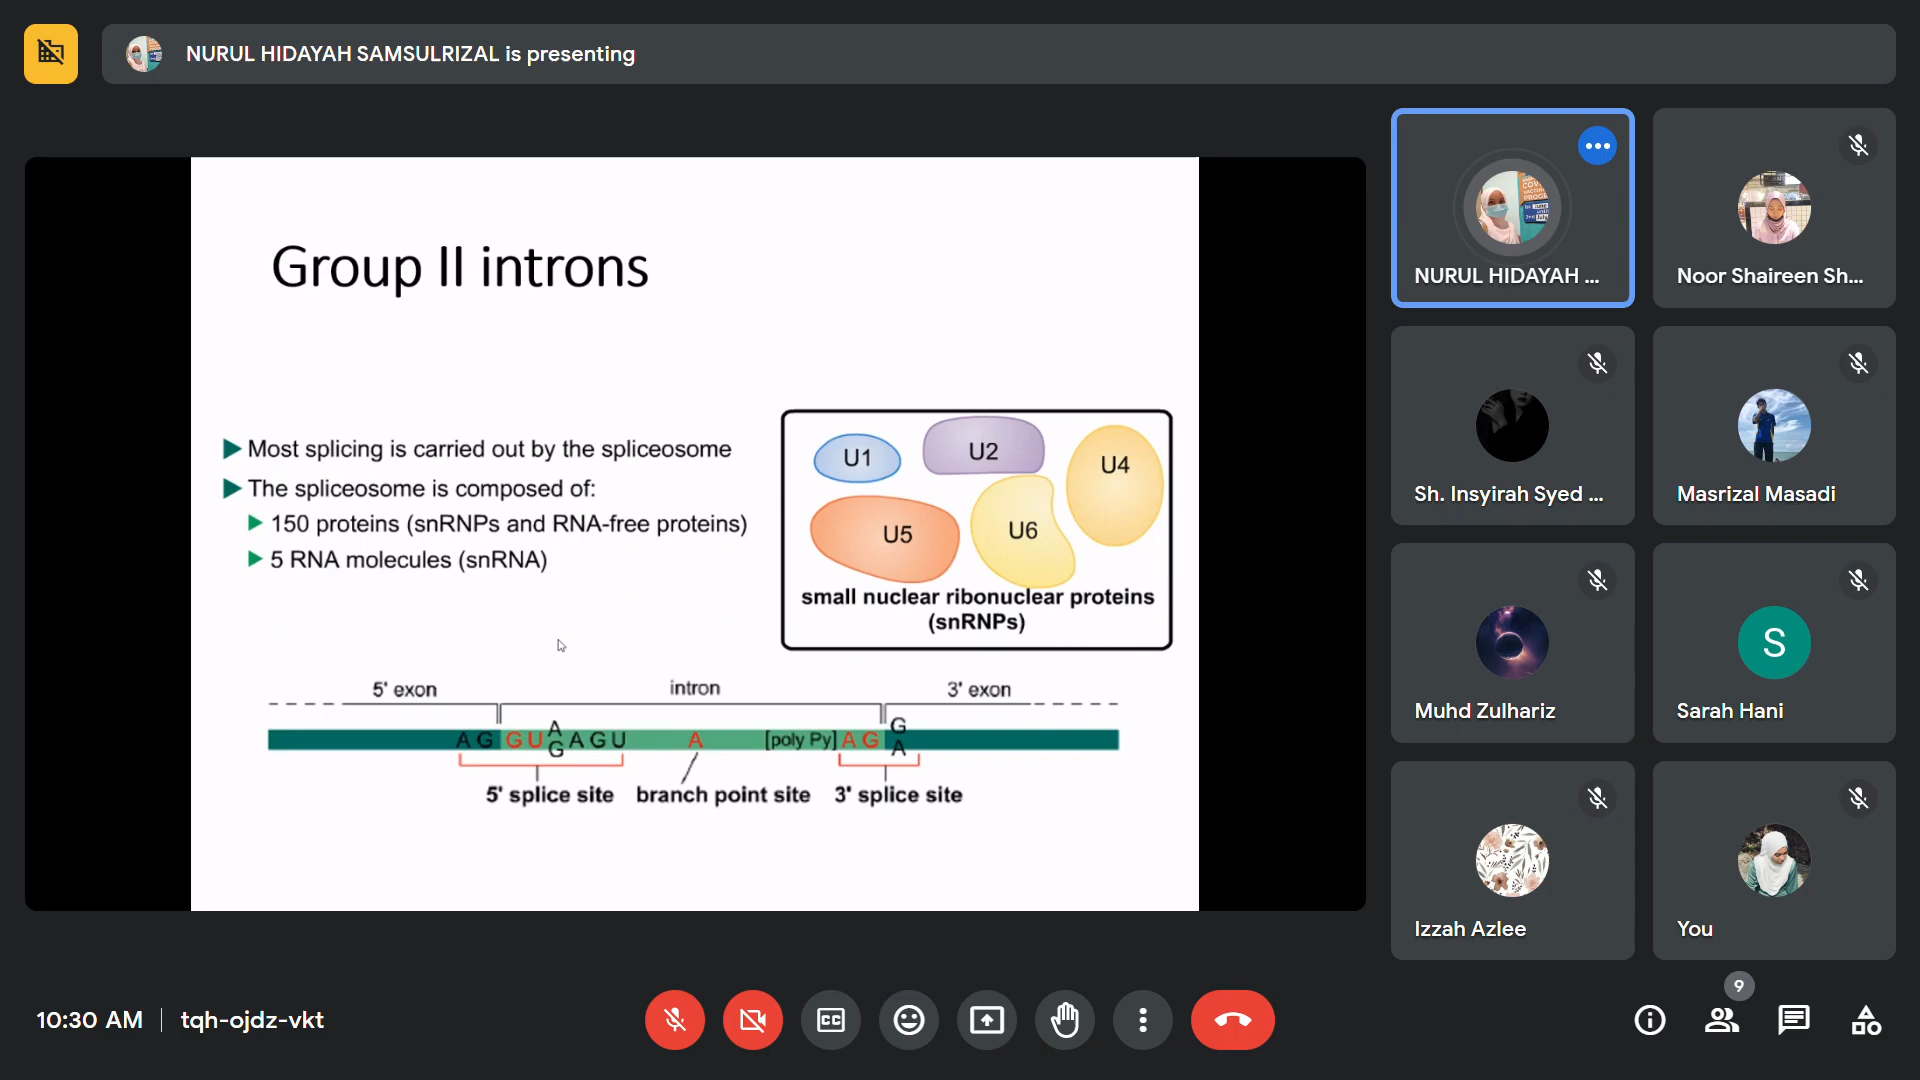 NURUL HIDAYAH SAMSULRIZAL is presenting
Group II introns
Most splicing is carried out by the spliceosome
The spliceosome is composed of:
150 proteins (snRNPs and RNA-free proteins)
5 RNA molecules (snRNA)
U1
U2
U4
U5
U6
small nuclear ribonuclear proteins
(snRNPs)
5' exon
intron
3' exon
A G G U A G A G U A [poly Py] A G G A
5' splice site
branch point site
3' splice site
NURUL HIDAYAH ...
Noor Shaireen Sh...
Sh. Insyirah Syed ...
Masrizal Masadi
Muhd Zulhariz
S
Sarah Hani
Izzah Azlee
You
10:30 AM
tqh-ojdz-vkt
CC
9